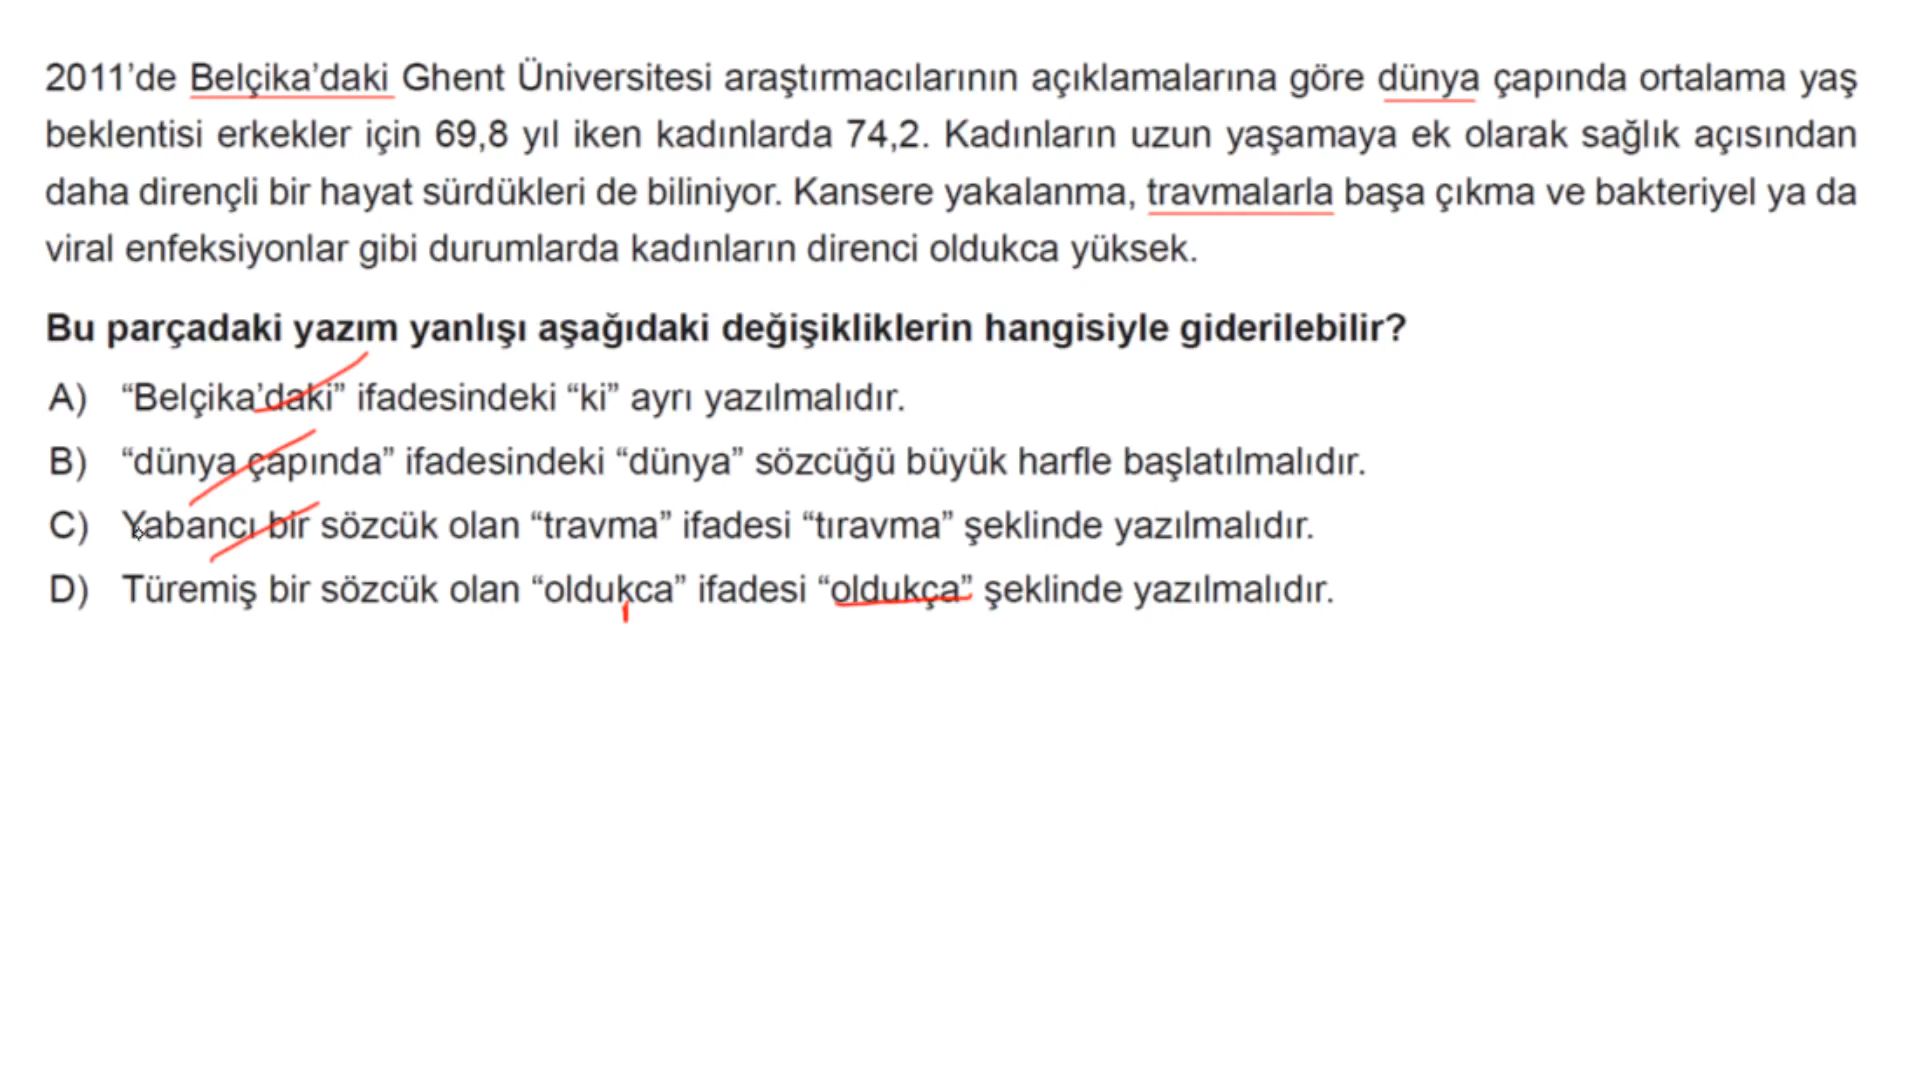 2011’de Belçika’daki Ghent Üniversitesi araştırmacılarının açıklamalarına göre dünya çapında ortalama yaş
beklentisi erkekler için 69,8 yıl iken kadınlarda 74,2. Kadınların uzun yaşamaya ek olarak sağlık açısından
daha dirençli bir hayat sürdükleri de biliniyor. Kansere yakalanma, travmalarla başa çıkma ve bakteriyel ya da
viral enfeksiyonlar gibi durumlarda kadınların direnci oldukca yüksek.
Bu parçadaki yazım yanlışı aşağıdaki değişikliklerin hangisiyle giderilebilir?
A) “Belçika’daki” ifadesindeki “ki” ayrı yazılmalıdır.
B) “dünya çapında” ifadesindeki “dünya” sözcüğü büyük harfle başlatılmalıdır.
C) Yabancı bir sözcük olan “travma” ifadesi “tıravma” şeklinde yazılmalıdır.
D) Türemiş bir sözcük olan “oldukca” ifadesi “oldukça” şeklinde yazılmalıdır.